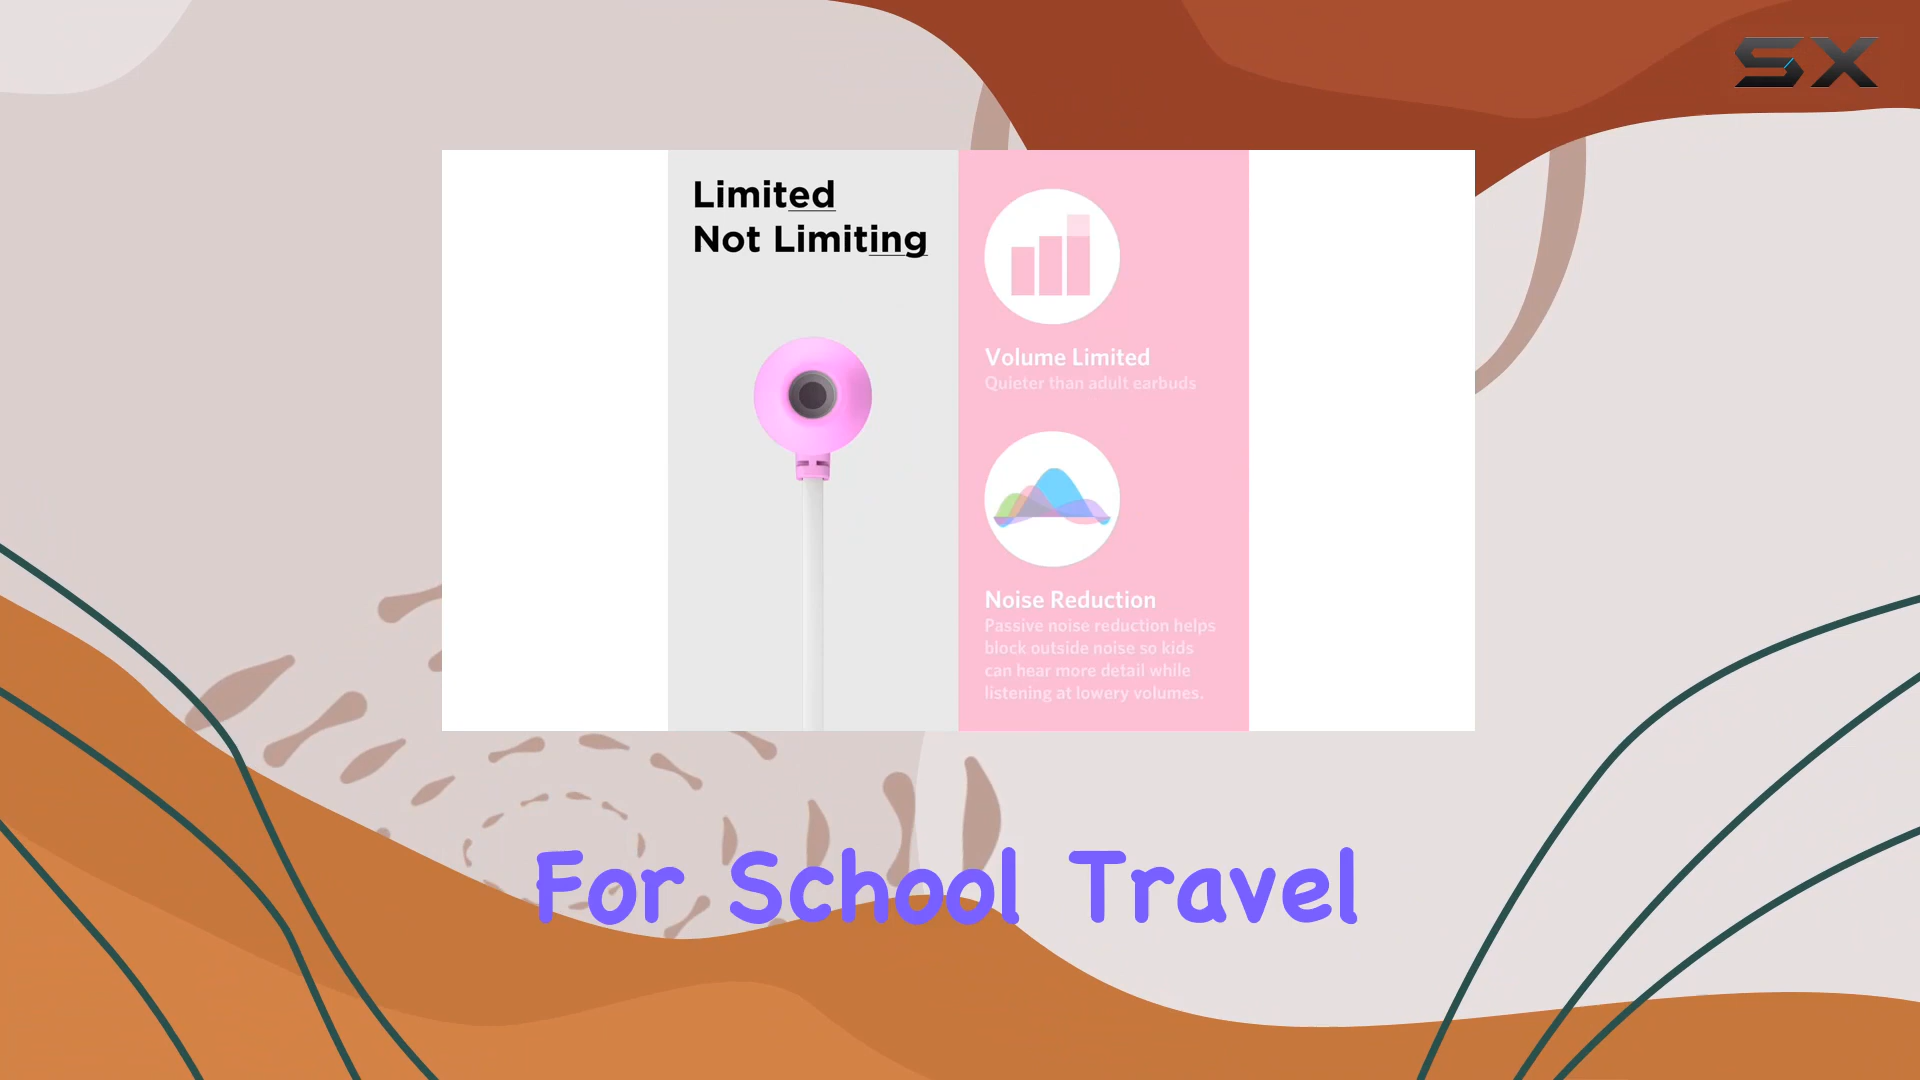 SX
Limited
Not Limiting
Volume Limited
Quieter than adult earbuds
Noise Reduction
Passive noise reduction helps
block outside noise so kids
can hear more detail while
listening at lowery volumes.
For School Travel